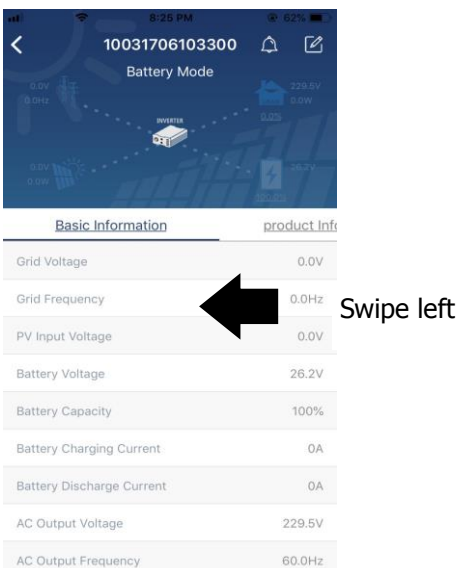 8:25 PM 62%
10031706103300
Battery Mode
0.0V 229.5V
0.0Hz 0.0W
INVERTER 0.0%
0.0V 26.2V
0.0W 100.0%
Basic Information product Info
Grid Voltage 0.0V
Grid Frequency 0.0Hz
Swipe left
PV Input Voltage 0.0V
Battery Voltage 26.2V
Battery Capacity 100%
Battery Charging Current 0A
Battery Discharge Current 0A
AC Output Voltage 229.5V
AC Output Frequency 60.0Hz